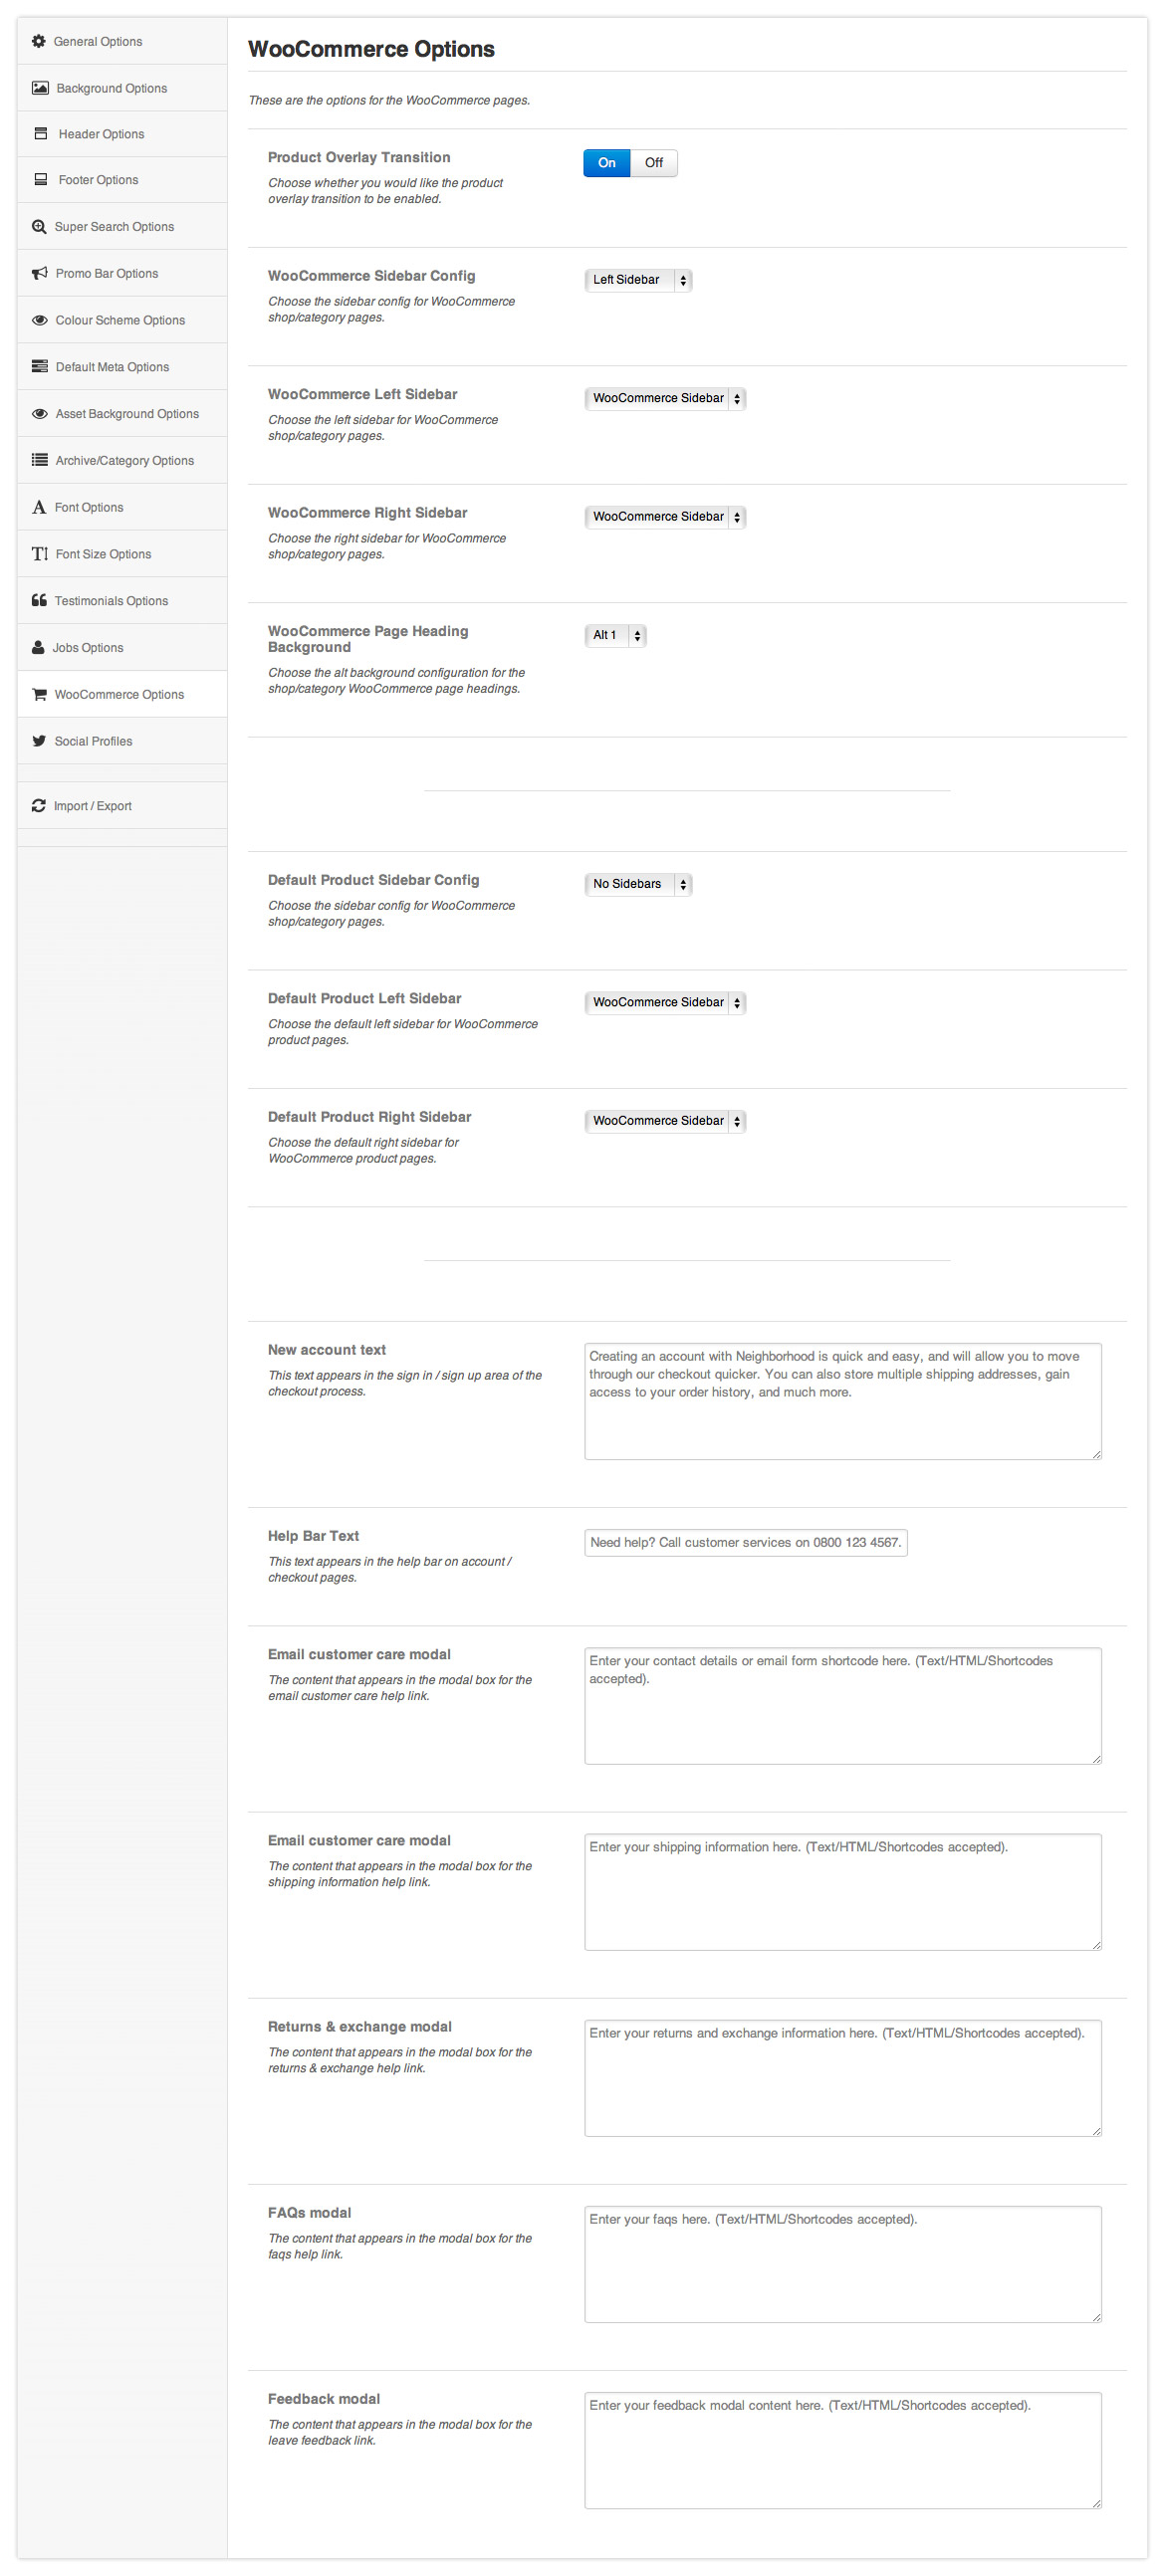 General Options
Background Options
Header Options
Footer Options
Super Search Options
Promo Bar Options
Colour Scheme Options
Default Meta Options
Asset Background Options
Archive/Category Options
Font Options
Font Size Options
Testimonials Options
Jobs Options
WooCommerce Options
Social Profiles
Import / Export
WooCommerce Options
These are the options for the WooCommerce pages.
Product Overlay Transition
Choose whether you would like the product
overlay transition to be enabled.
On Off
WooCommerce Sidebar Config
Choose the sidebar config for WooCommerce
shop/category pages.
Left Sidebar
WooCommerce Left Sidebar
Choose the left sidebar for WooCommerce
shop/category pages.
WooCommerce Sidebar
WooCommerce Right Sidebar
Choose the right sidebar for WooCommerce
shop/category pages.
WooCommerce Sidebar
WooCommerce Page Heading
Background
Choose the alt background configuration for the
shop/category WooCommerce page headings.
Alt 1
Default Product Sidebar Config
Choose the sidebar config for WooCommerce
shop/category pages.
No Sidebars
Default Product Left Sidebar
Choose the default left sidebar for WooCommerce
product pages.
WooCommerce Sidebar
Default Product Right Sidebar
Choose the default right sidebar for
WooCommerce product pages.
WooCommerce Sidebar
New account text
This text appears in the sign in / sign up area of the
checkout process.
Creating an account with Neighborhood is quick and easy, and will allow you to move
through our checkout quicker. You can also store multiple shipping addresses, gain
access to your order history, and much more.
Help Bar Text
This text appears in the help bar on account /
checkout pages.
Need help? Call customer services on 0800 123 4567.
Email customer care modal
The content that appears in the modal box for the
email customer care help link.
Enter your contact details or email form shortcode here. (Text/HTML/Shortcodes
accepted).
Email customer care modal
The content that appears in the modal box for the
shipping information help link.
Enter your shipping information here. (Text/HTML/Shortcodes accepted).
Returns & exchange modal
The content that appears in the modal box for the
returns & exchange help link.
Enter your returns and exchange information here. (Text/HTML/Shortcodes accepted).
FAQs modal
The content that appears in the modal box for the
faqs help link.
Enter your faqs here. (Text/HTML/Shortcodes accepted).
Feedback modal
The content that appears in the modal box for the
leave feedback link.
Enter your feedback modal content here. (Text/HTML/Shortcodes accepted).